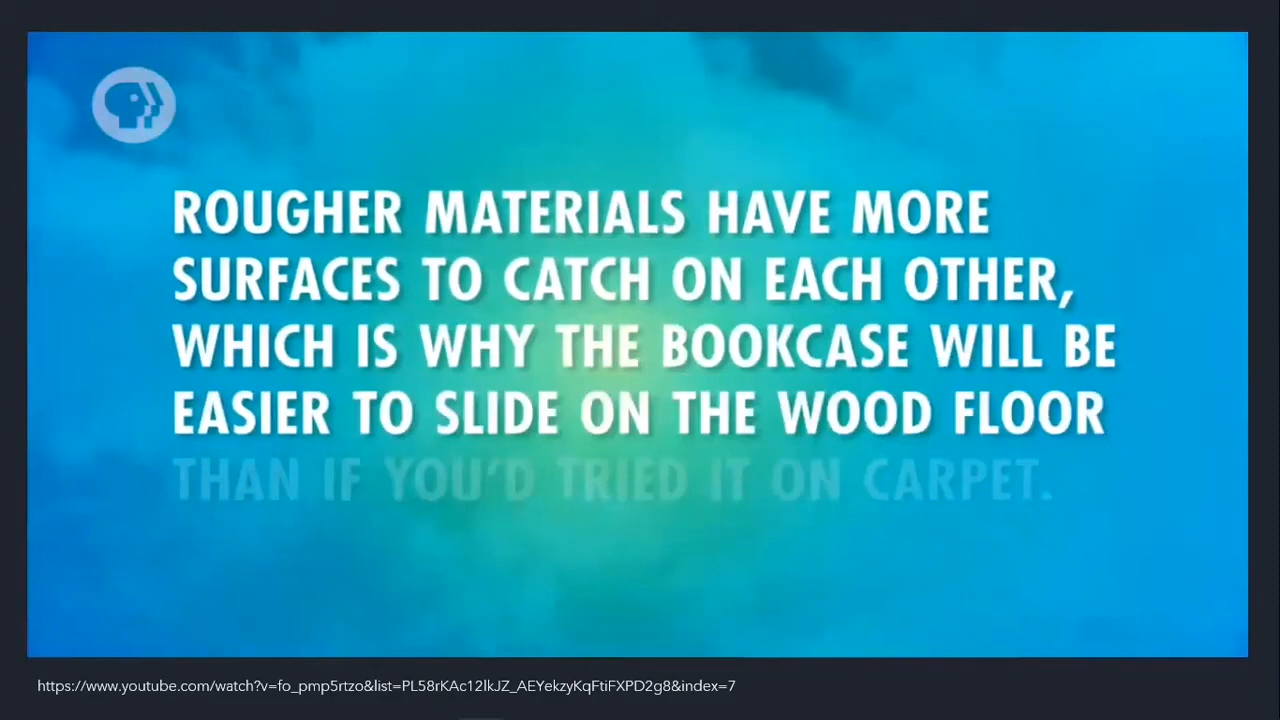 ROUGHER MATERIALS HAVE MORE
SURFACES TO CATCH ON EACH OTHER,
WHICH IS WHY THE BOOKCASE WILL BE
EASIER TO SLIDE ON THE WOOD FLOOR
THAN IF YOU'D TRIED IT ON CARPET.
https://www.youtube.com/watch?v=fo_pmp5rtzo&list=PL58rKAc12lkJZ_AEYekzyKqFtiFXPD2g8&index=7